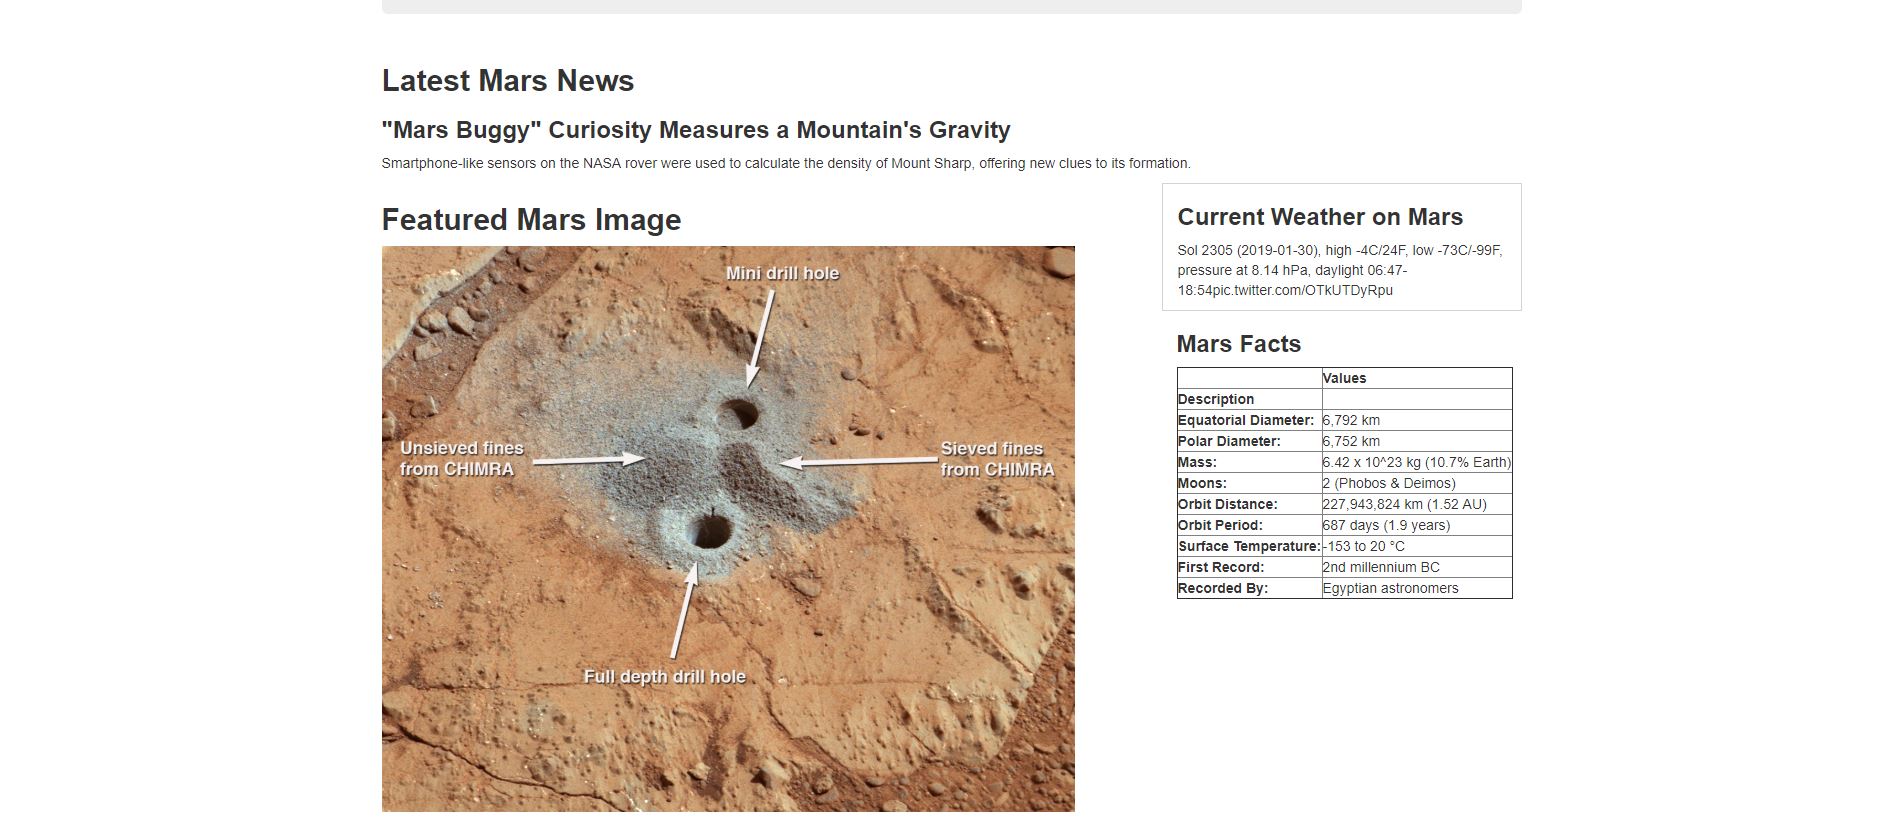 Latest Mars News
"Mars Buggy" Curiosity Measures a Mountain's Gravity
Smartphone-like sensors on the NASA rover were used to calculate the density of Mount Sharp, offering new clues to its formation.
Featured Mars Image
Mini drill hole
Unsieved fines
from CHIMRA
Sieved fines
from CHIMRA
Full depth drill hole
Current Weather on Mars
Sol 2305 (2019-01-30), high -4C/24F, low -73C/-99F,
pressure at 8.14 hPa, daylight 06:47-
18:54pic.twitter.com/OTkUTDyRpu
Mars Facts
Values
Description
Equatorial Diameter: 6,792 km
Polar Diameter: 6,752 km
Mass: 6.42 x 10^23 kg (10.7% Earth)
Moons: 2 (Phobos & Deimos)
Orbit Distance: 227,943,824 km (1.52 AU)
Orbit Period: 687 days (1.9 years)
Surface Temperature: -153 to 20 °C
First Record: 2nd millennium BC
Recorded By: Egyptian astronomers